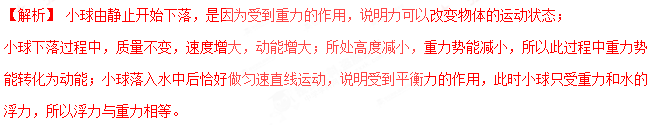 【解析】 小球由静止开始下落，是因为受到重力的作用，说明力可以改变物体的运动状态；
小球下落过程中，质量不变，速度增大，动能增大；所处高度减小，重力势能减小，所以此过程中重力势
能转化为动能；小球落入水中后恰好做匀速直线运动，说明受到平衡力的作用，此时小球只受重力和水的
浮力，所以浮力与重力相等。